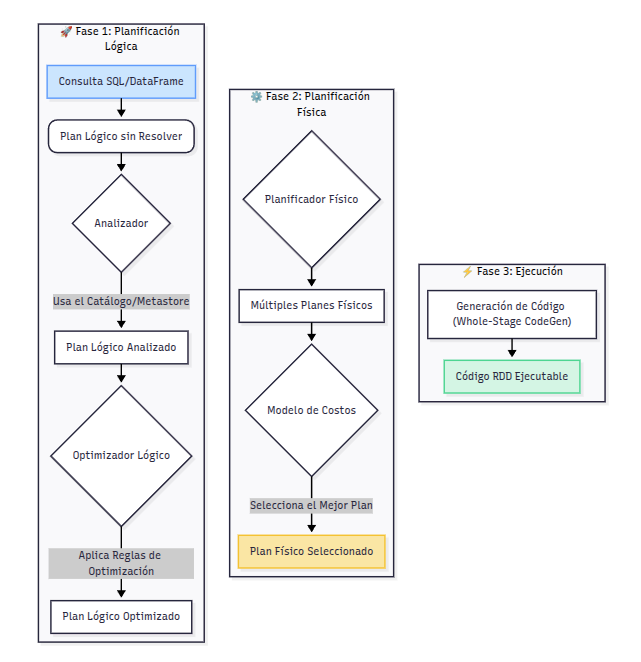 🚀 Fase 1: Planificación
Lógica
Consulta SQL/DataFrame
Plan Lógico sin Resolver
Analizador
Usa el Catálogo/Metastore
Plan Lógico Analizado
Optimizador Lógico
Aplica Reglas de
Optimización
Plan Lógico Optimizado
⚙️ Fase 2: Planificación
Física
Planificador Físico
Múltiples Planes Físicos
Modelo de Costos
Selecciona el Mejor Plan
Plan Físico Seleccionado
⚡ Fase 3: Ejecución
Generación de Código
(Whole-Stage CodeGen)
Código RDD Ejecutable